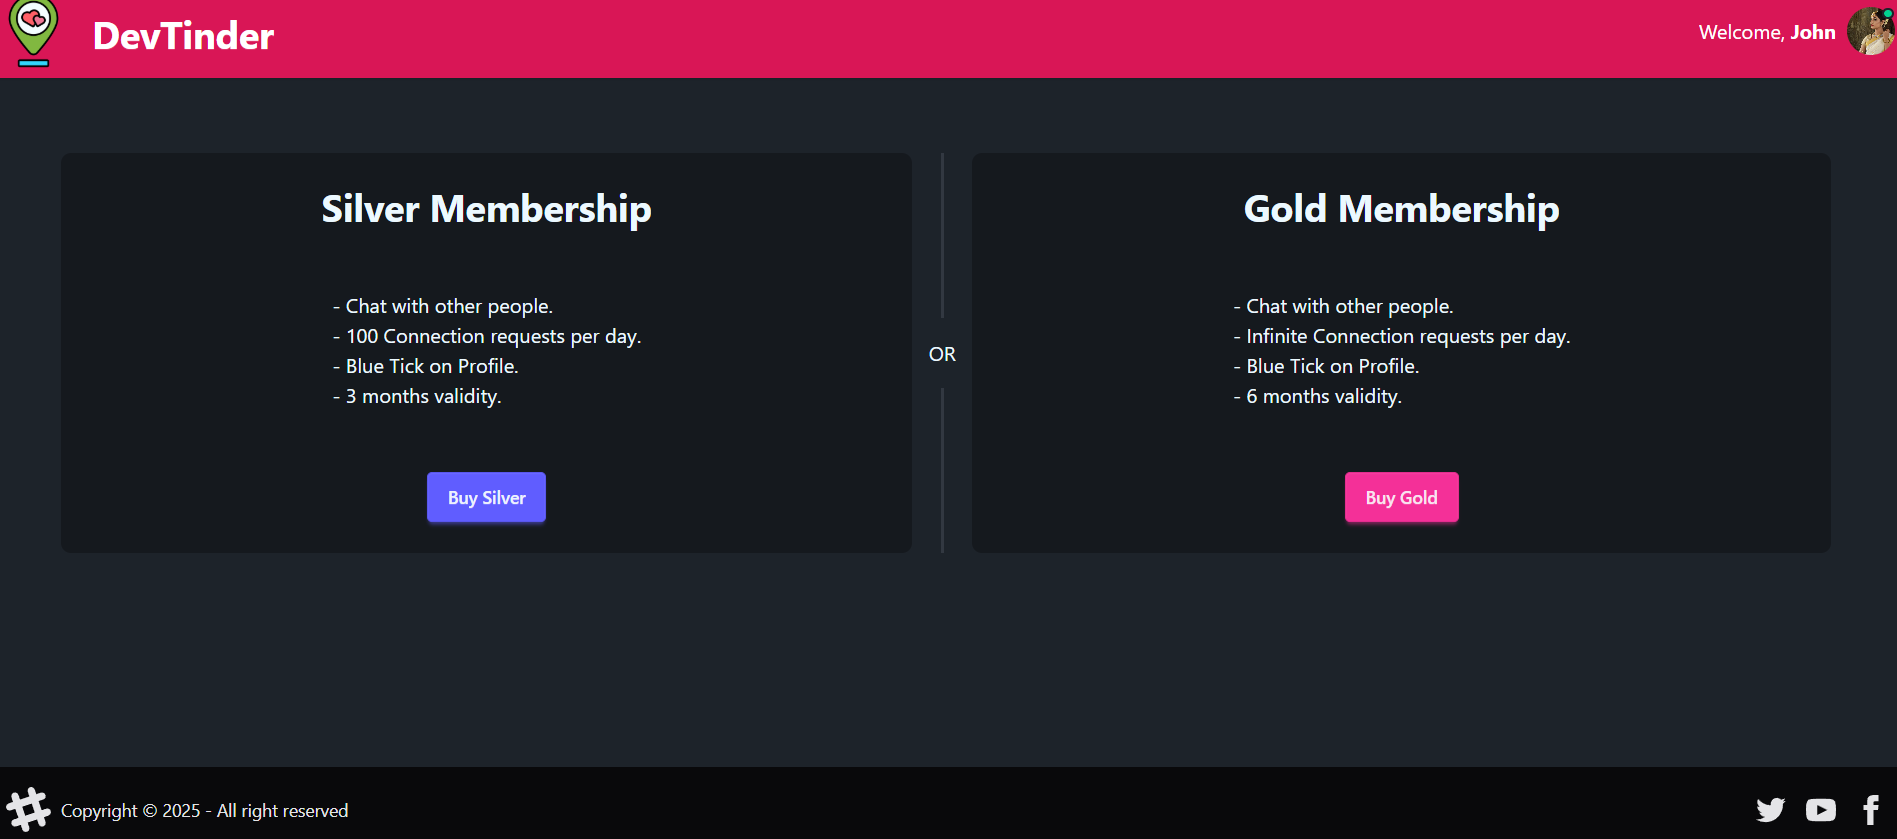 DevTinder
Welcome, John
Silver Membership
- Chat with other people.
- 100 Connection requests per day.
- Blue Tick on Profile.
- 3 months validity.
Buy Silver
OR
Gold Membership
- Chat with other people.
- Infinite Connection requests per day.
- Blue Tick on Profile.
- 6 months validity.
Buy Gold
Copyright © 2025 - All right reserved